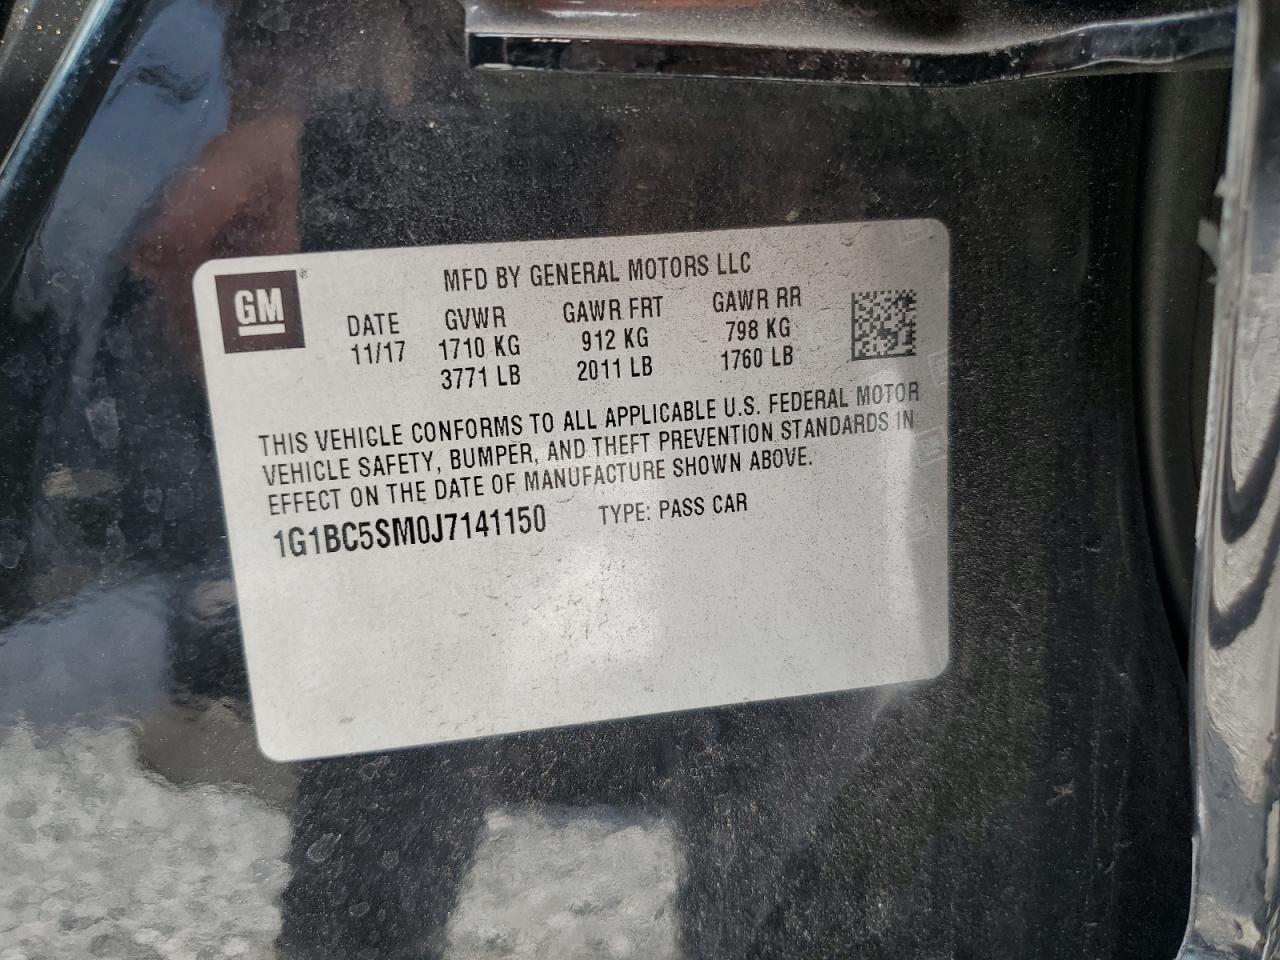 GM ®
MFD BY GENERAL MOTORS LLC
DATE GVWR GAWR FRT GAWR RR
11/17 1710 KG 912 KG 798 KG
3771 LB 2011 LB 1760 LB
THIS VEHICLE CONFORMS TO ALL APPLICABLE U.S. FEDERAL MOTOR
VEHICLE SAFETY, BUMPER, AND THEFT PREVENTION STANDARDS IN
EFFECT ON THE DATE OF MANUFACTURE SHOWN ABOVE.
1G1BC5SM0J7141150 TYPE: PASS CAR